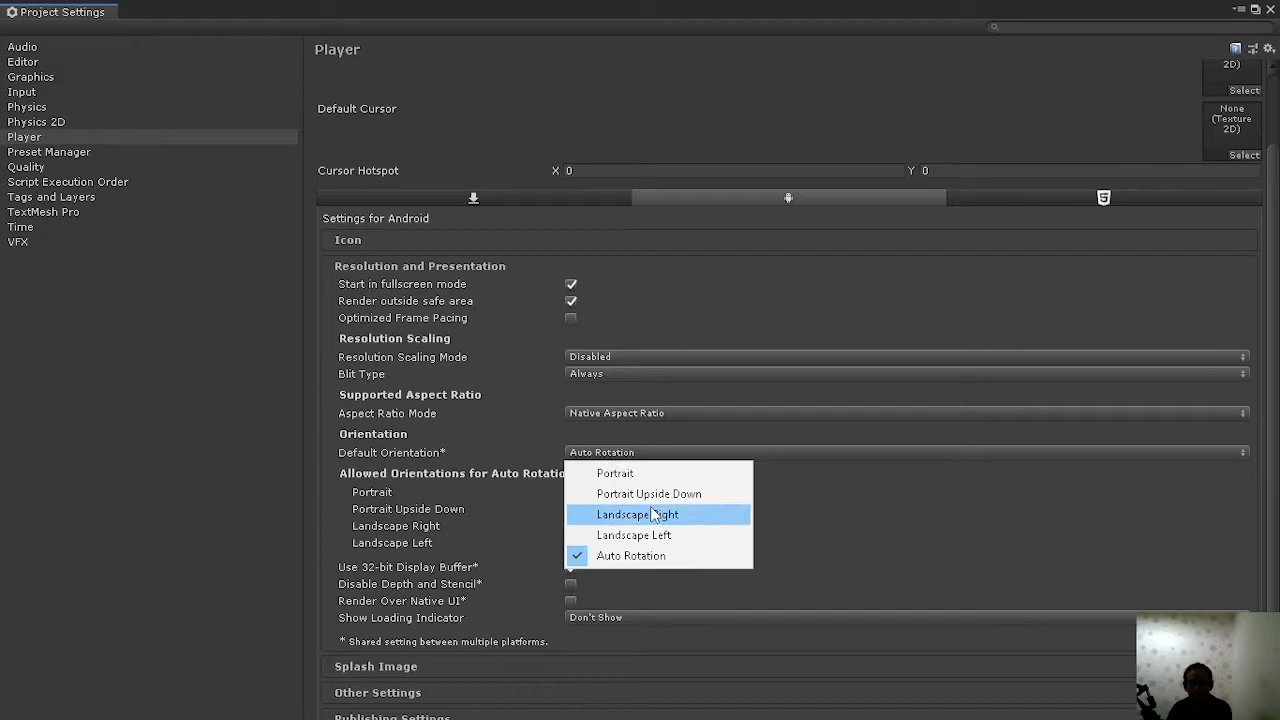 Project Settings
Audio
Editor
Graphics
Input
Physics
Physics 2D
Player
Preset Manager
Quality
Script Execution Order
Tags and Layers
TextMesh Pro
Time
VFX
Player
2D)
Select
Default Cursor
None
(Texture
2D)
Select
Cursor Hotspot X 0 Y 0
Settings for Android
Icon
Resolution and Presentation
Start in fullscreen mode
Render outside safe area
Optimized Frame Pacing
Resolution Scaling
Resolution Scaling Mode Disabled
Blit Type Always
Supported Aspect Ratio
Aspect Ratio Mode Native Aspect Ratio
Orientation
Default Orientation* Auto Rotation
Allowed Orientations for Auto Rotatio
Portrait
Portrait Upside Down
Landscape Right
Landscape Left
Portrait
Portrait Upside Down
Landscape Right
Landscape Left
Auto Rotation
Use 32-bit Display Buffer*
Disable Depth and Stencil*
Render Over Native UI*
Show Loading Indicator Don't Show
* Shared setting between multiple platforms.
Splash Image
Other Settings
Publishing Settings